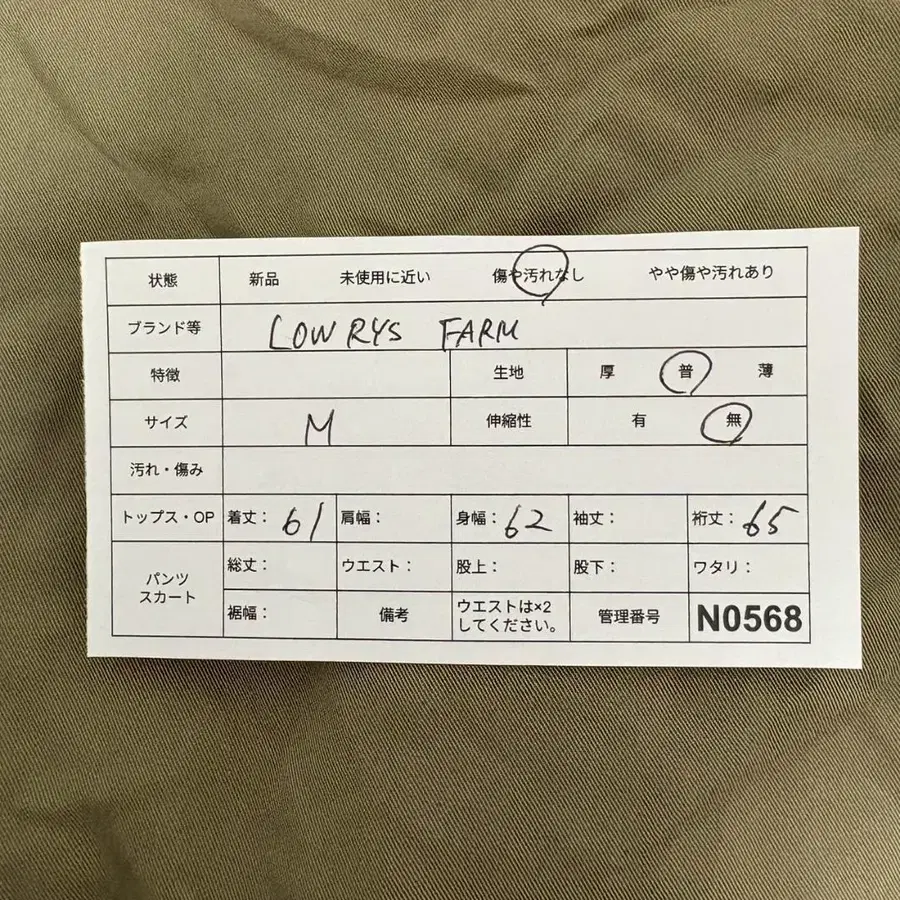 状態 新品 未使用に近い 傷や汚れなし やや傷や汚れあり
ブランド等 LOWRYS FARM
特徴 生地 厚 普 薄
サイズ M 伸縮性 有 無
汚れ・傷み
トップス・OP 着丈： 61 肩幅： 身幅： 62 袖丈： 裄丈： 65
パンツ
スカート
総丈： ウエスト： 股上： 股下： ワタリ：
裾幅： 備考 ウエストは×2
してください。
管理番号 N0568